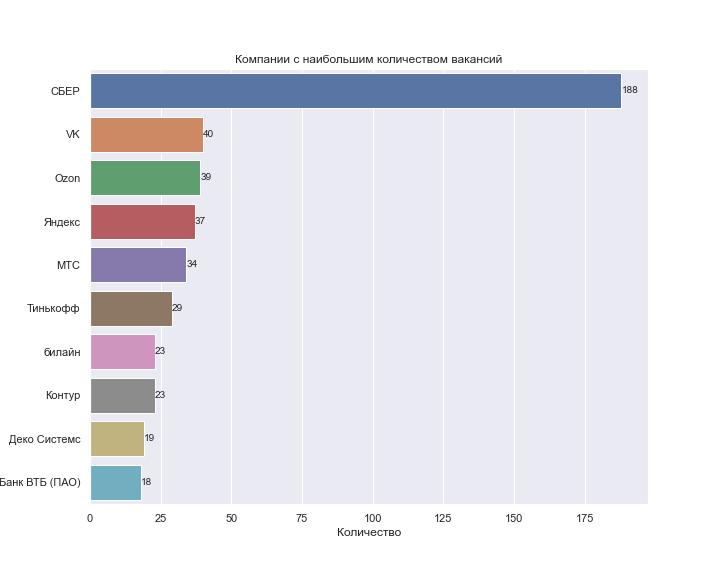 Компании с наибольшим количеством вакансий
СБЕР
188
VK
40
Ozon
39
Яндекс
37
МТС
34
Тинькофф
29
билайн
23
Контур
23
Деко Системс
19
Банк ВТБ (ПАО)
18
0 25 50 75 100 125 150 175
Количество